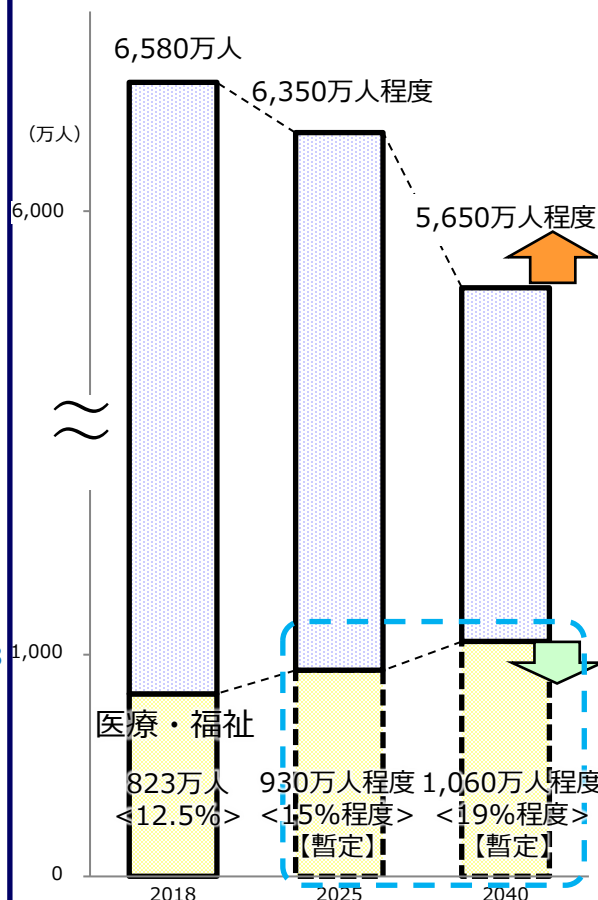 6,580万人
6,350万人程度
（万人）
6,000
5,650万人程度
1,000
医療・福祉
823万人
<12.5%>
930万人程度
<15%程度>
【暫定】
1,060万人程度
<19%程度>
【暫定】
0
2018
2025
2040